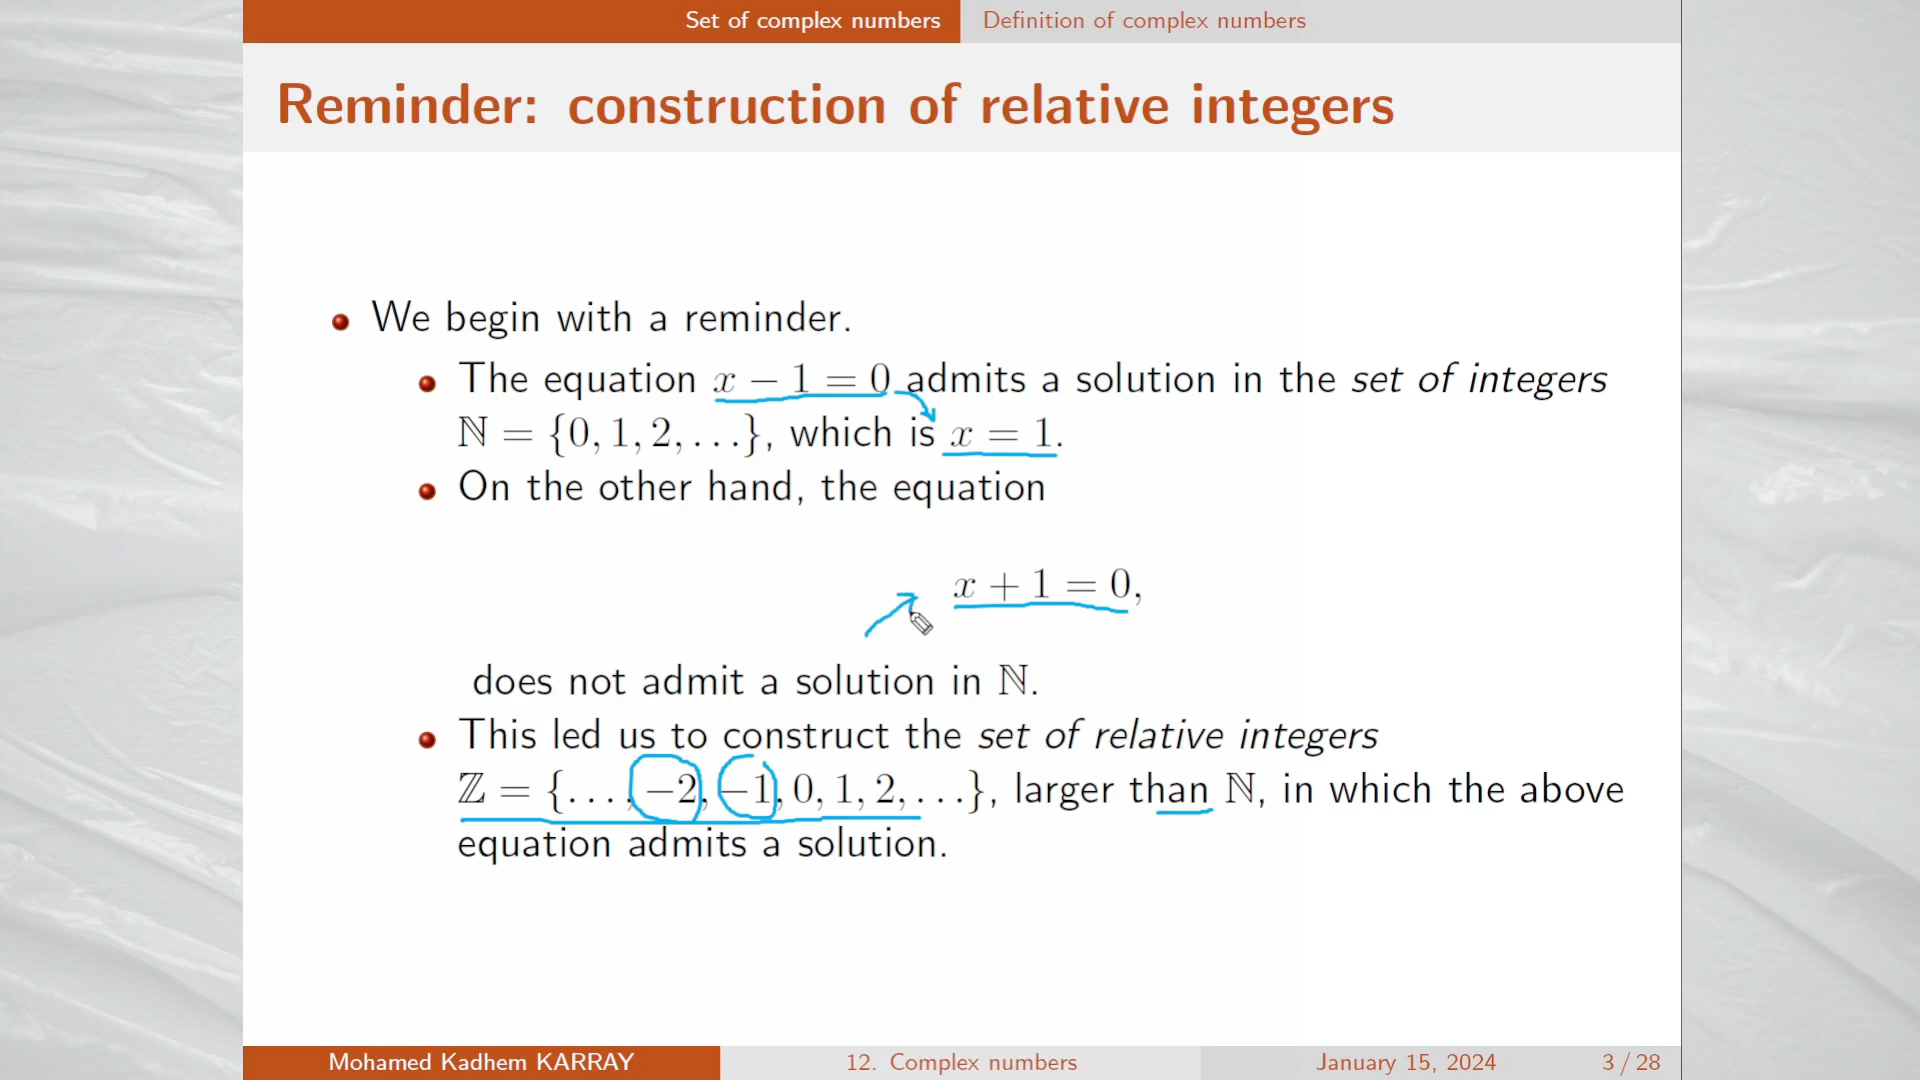 Set of complex numbers Definition of complex numbers
Reminder: construction of relative integers
We begin with a reminder.
The equation x − 1 = 0 admits a solution in the set of integers
ℕ = {0, 1, 2, . . .}, which is x = 1.
On the other hand, the equation
x + 1 = 0,
does not admit a solution in ℕ.
This led us to construct the set of relative integers
ℤ = {. . . , −2, −1, 0, 1, 2, . . .}, larger than ℕ, in which the above
equation admits a solution.
Mohamed Kadhem KARRAY 12. Complex numbers January 15, 2024 3 / 28